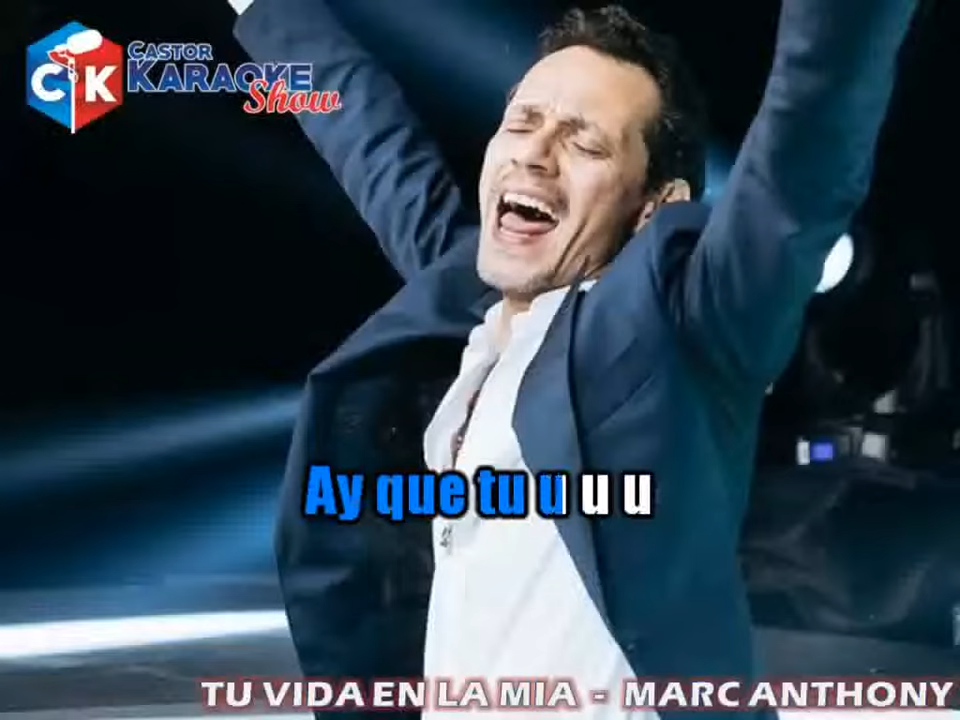 CASTOR
KARAOKE
Show
CK
Ay que tu u u u
TU VIDA EN LA MIA - MARC ANTHONY